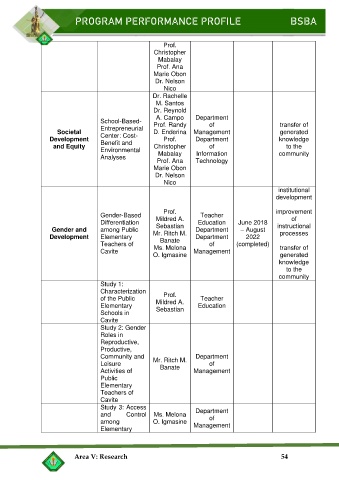 PROGRAM PERFORMANCE PROFILE BSBA
Prof.
Christopher
Mabalay
Prof. Ana
Marie Obon
Dr. Nelson
Nico
Societal
Development
and Equity
School-Based-
Entrepreneurial
Center: Cost-
Benefit and
Environmental
Analyses
Dr. Rachelle
M. Santos
Dr. Reynold
A. Campo
Prof. Randy
D. Enderina
Prof.
Christopher
Mabalay
Prof. Ana
Marie Obon
Dr. Nelson
Nico
Department
of
Management
Department
of
Information
Technology
transfer of
generated
knowledge
to the
community
Gender and
Development
Gender-Based
Differentiation
among Public
Elementary
Teachers of
Cavite
Prof.
Mildred A.
Sebastian
Mr. Ritch M.
Banate
Ms. Melona
O. Igmasine
Teacher
Education
Department
Department
of
Management
June 2018
– August
2022
(completed)
institutional
development
improvement
of
instructional
processes
transfer of
generated
knowledge
to the
community
Study 1:
Characterization
of the Public
Elementary
Schools in
Cavite
Prof.
Mildred A.
Sebastian
Teacher
Education
Study 2: Gender
Roles in
Reproductive,
Productive,
Community and
Leisure
Activities of
Public
Elementary
Teachers of
Cavite
Mr. Ritch M.
Banate
Department
of
Management
Study 3: Access
and Control
among
Elementary
Ms. Melona
O. Igmasine
Department
of
Management
Area V: Research 54